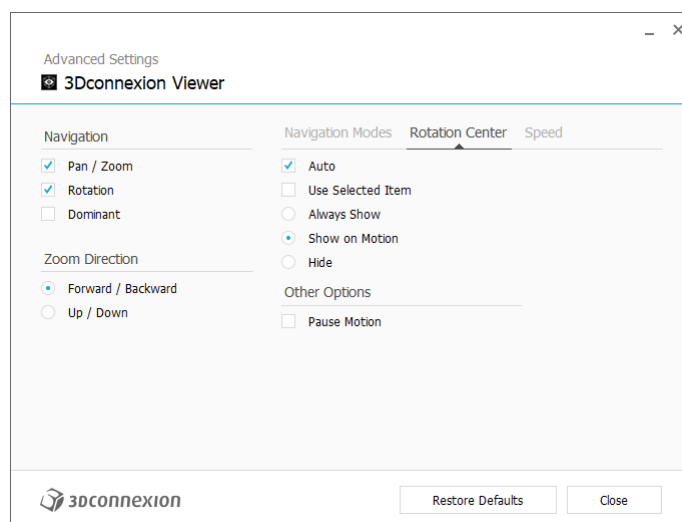 Advanced Settings
3Dconnexion Viewer
Navigation
Pan / Zoom
Rotation
Dominant
Zoom Direction
Forward / Backward
Up / Down
Navigation Modes Rotation Center Speed
Auto
Use Selected Item
Always Show
Show on Motion
Hide
Other Options
Pause Motion
3Dconnexion
Restore Defaults Close